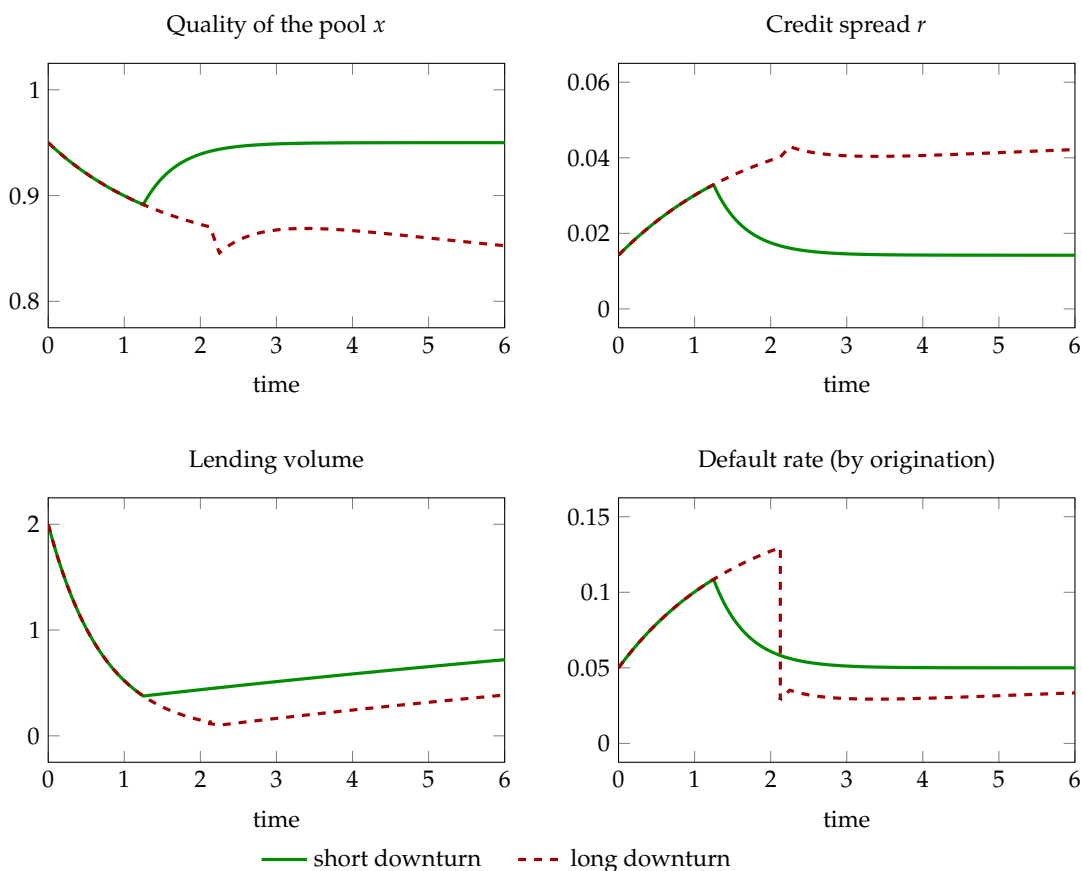 Quality of the pool x
Credit spread r
1
0.9
0.8
0 1 2 3 4 5 6
time
0.06
0.04
0.02
0
0 1 2 3 4 5 6
time
Lending volume
Default rate (by origination)
2
1
0
0 1 2 3 4 5 6
time
0.15
0.1
0.05
0
0 1 2 3 4 5 6
time
short downturn
long downturn